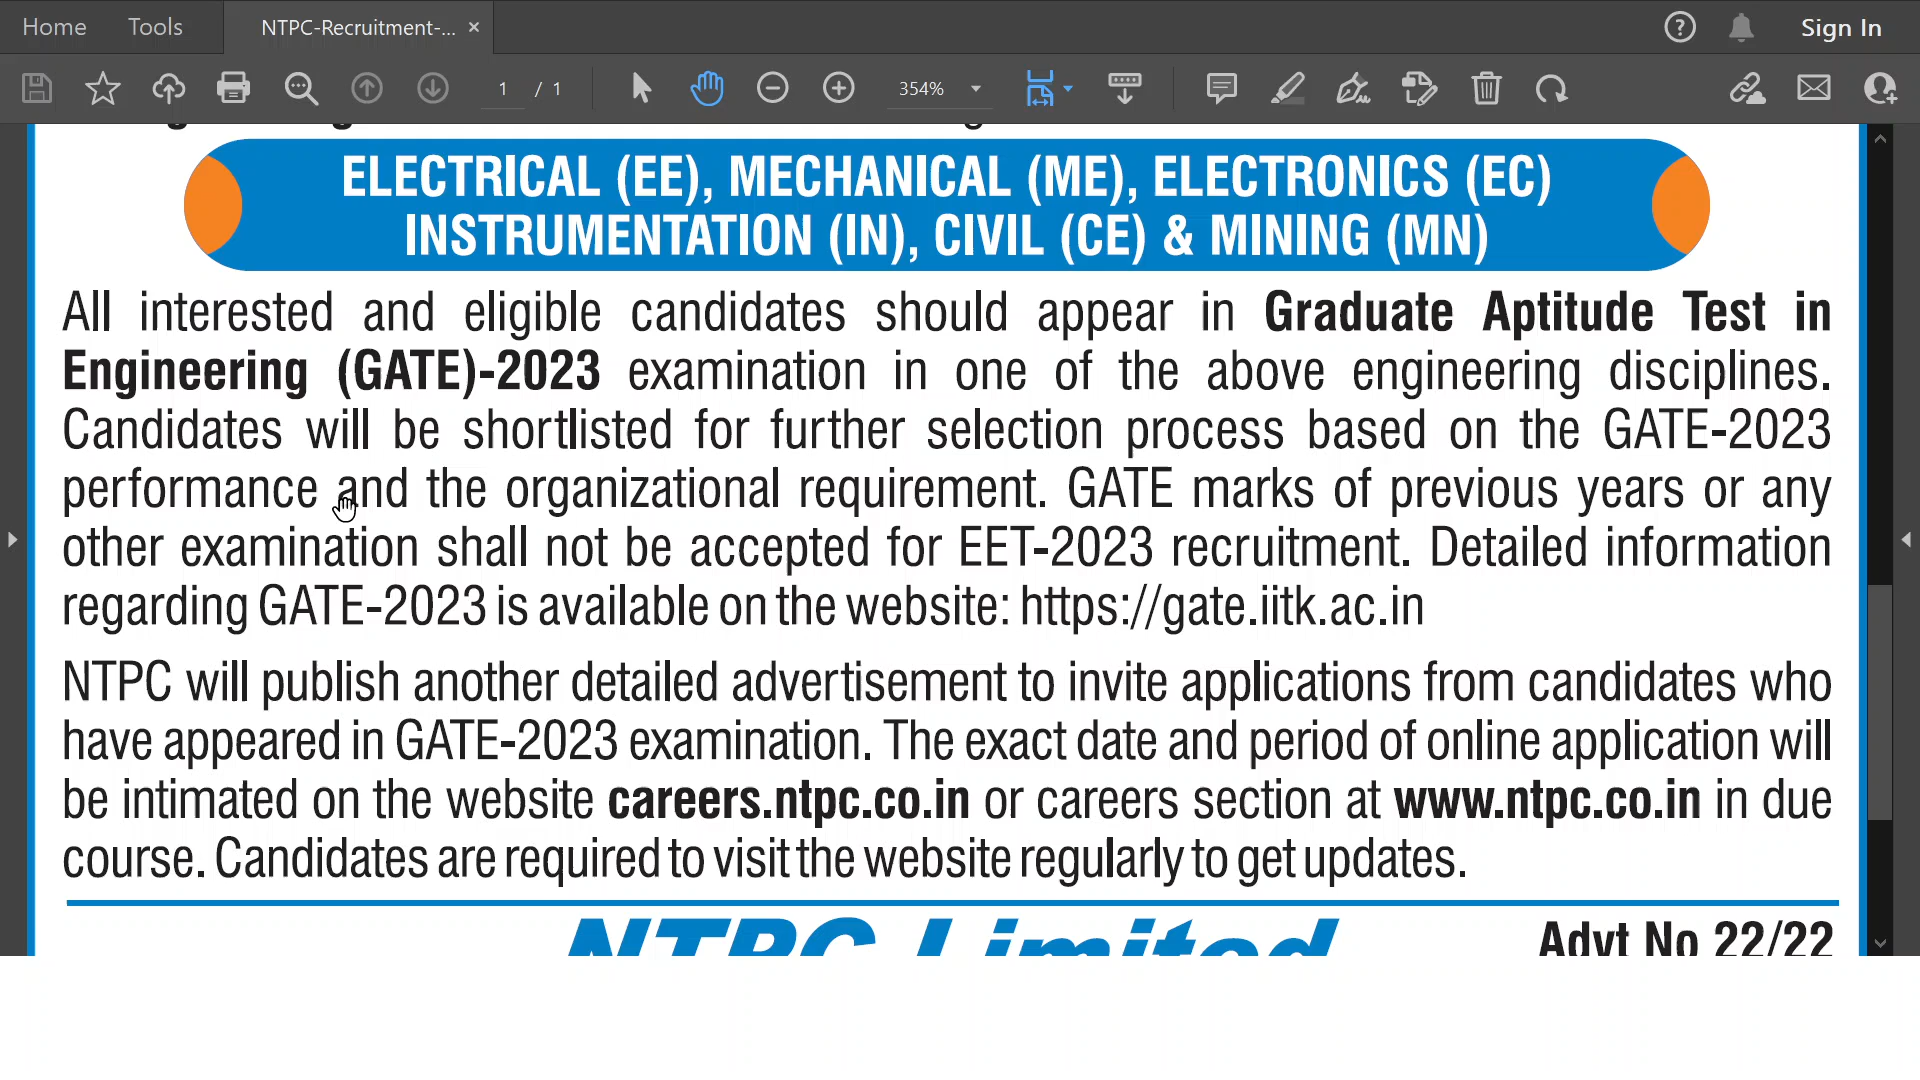 Home Tools NTPC-Recruitment-... × Sign In
1 / 1 354%
ELECTRICAL (EE), MECHANICAL (ME), ELECTRONICS (EC)
INSTRUMENTATION (IN), CIVIL (CE) & MINING (MN)
All interested and eligible candidates should appear in Graduate Aptitude Test in
Engineering (GATE)-2023 examination in one of the above engineering disciplines.
Candidates will be shortlisted for further selection process based on the GATE-2023
performance and the organizational requirement. GATE marks of previous years or any
other examination shall not be accepted for EET-2023 recruitment. Detailed information
regarding GATE-2023 is available on the website: https://gate.iitk.ac.in
NTPC will publish another detailed advertisement to invite applications from candidates who
have appeared in GATE-2023 examination. The exact date and period of online application will
be intimated on the website careers.ntpc.co.in or careers section at www.ntpc.co.in in due
course. Candidates are required to visit the website regularly to get updates.
NTPC Limited Advt No 22/22